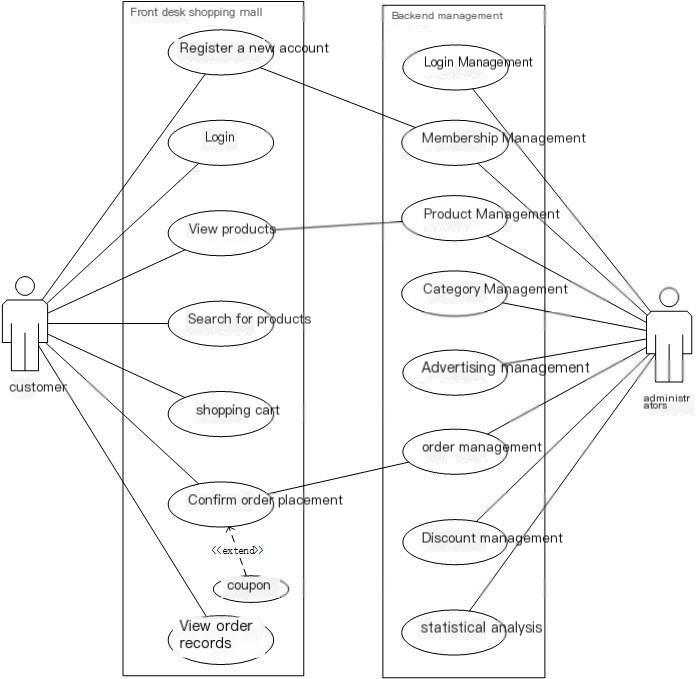 Front desk shopping mall
Register a new account
Login
View products
Search for products
customer
shopping cart
Confirm order placement
<<extend>>
coupon
View order
records
Backend management
Login Management
Membership Management
Product Management
Category Management
Advertising management
administr
ators
order management
Discount management
statistical analysis